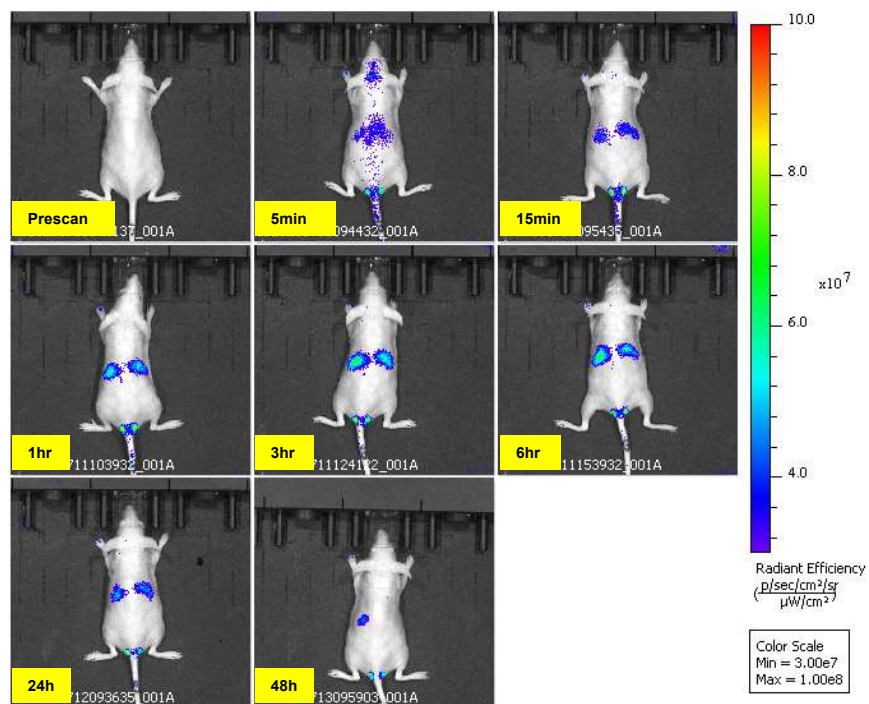 Prescan
137_001A
5min
094432_001A
15min
095435_001A
1hr
711103932_001A
3hr
711124122_001A
6hr
11153932_001A
24h
712093635_001A
48h
713095903_001A
10.0
8.0
x10⁷
6.0
4.0
Radiant Efficiency
(p/sec/cm²/sr
µW/cm²)
Color Scale
Min = 3.00e7
Max = 1.00e8